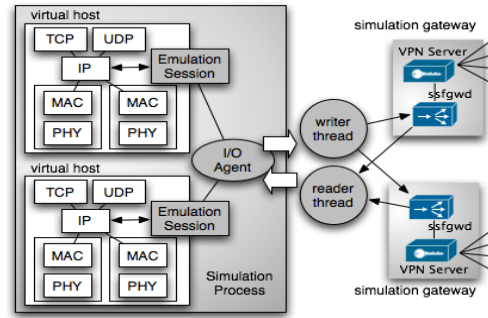 virtual host
TCP
UDP
IP
Emulation
Session
MAC
MAC
PHY
PHY
virtual host
TCP
UDP
IP
Emulation
Session
MAC
MAC
PHY
PHY
I/O
Agent
Simulation
Process
writer
thread
reader
thread
simulation gateway
VPN Server
ssfgwd
ssfgwd
VPN Server
simulation gateway